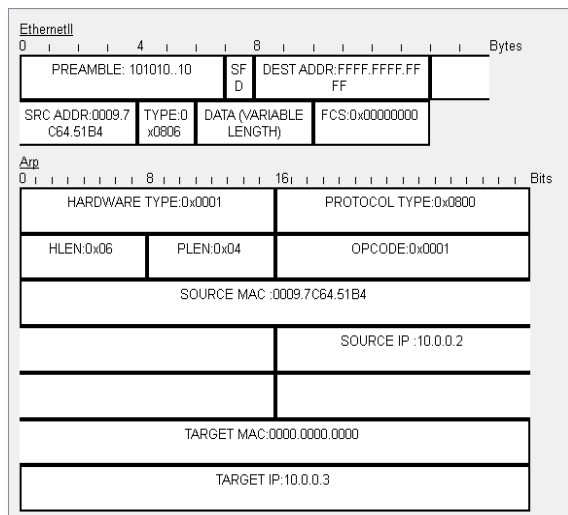 EthernetII
0 4 8 Bytes
PREAMBLE: 101010..10
SF
D
DEST ADDR:FFFF.FFFF.FF
FF
SRC ADDR:0009.7
C64.51B4
TYPE:0
x0806
DATA (VARIABLE
LENGTH)
FCS:0x00000000
Arp
0 8 16 Bits
HARDWARE TYPE:0x0001
PROTOCOL TYPE:0x0800
HLEN:0x06
PLEN:0x04
OPCODE:0x0001
SOURCE MAC :0009.7C64.51B4
SOURCE IP :10.0.0.2
TARGET MAC:0000.0000.0000
TARGET IP:10.0.0.3